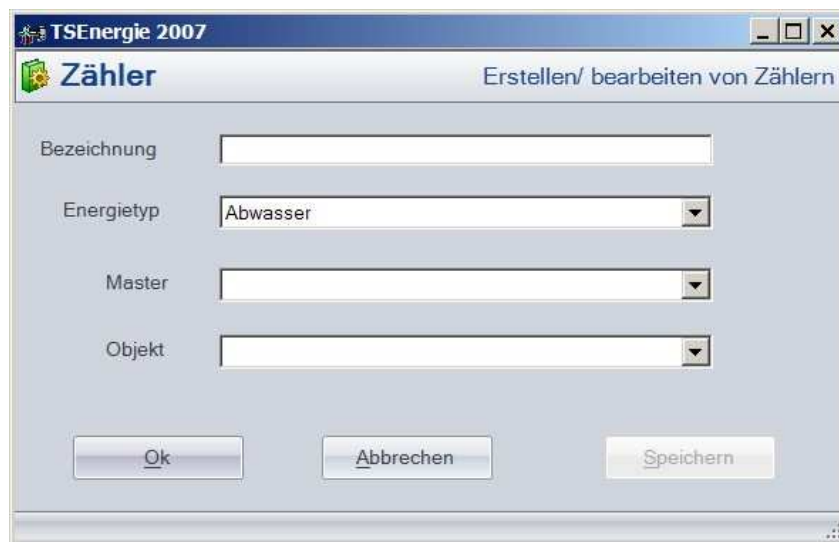 TSEnergie 2007
Zähler Erstellen/ bearbeiten von Zählern
Bezeichnung
Energietyp Abwasser
Master
Objekt
Ok Abbrechen Speichern